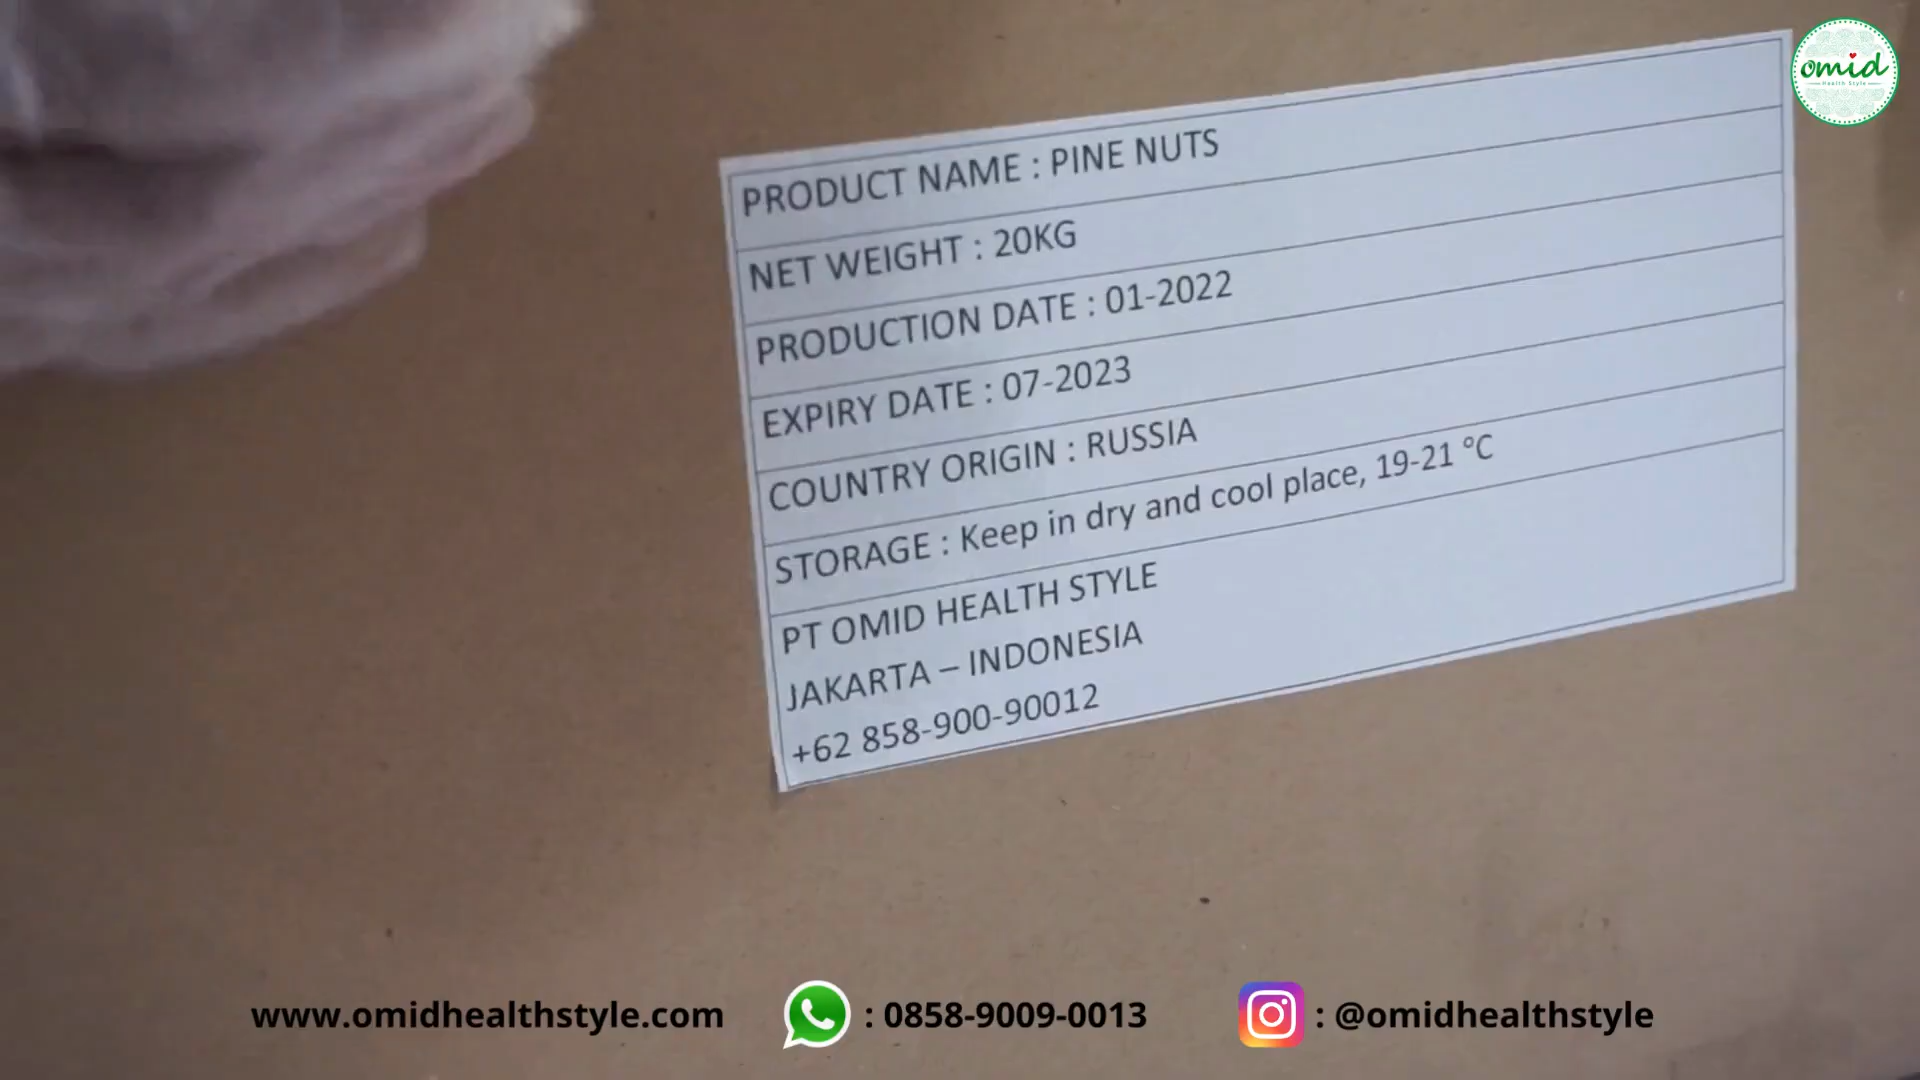 omid
health Style
PRODUCT NAME : PINE NUTS
NET WEIGHT : 20KG
PRODUCTION DATE : 01-2022
EXPIRY DATE : 07-2023
COUNTRY ORIGIN : RUSSIA
STORAGE : Keep in dry and cool place, 19-21 °C
PT OMID HEALTH STYLE
JAKARTA – INDONESIA
+62 858-900-90012
www.omidhealthstyle.com : 0858-9009-0013 : @omidhealthstyle